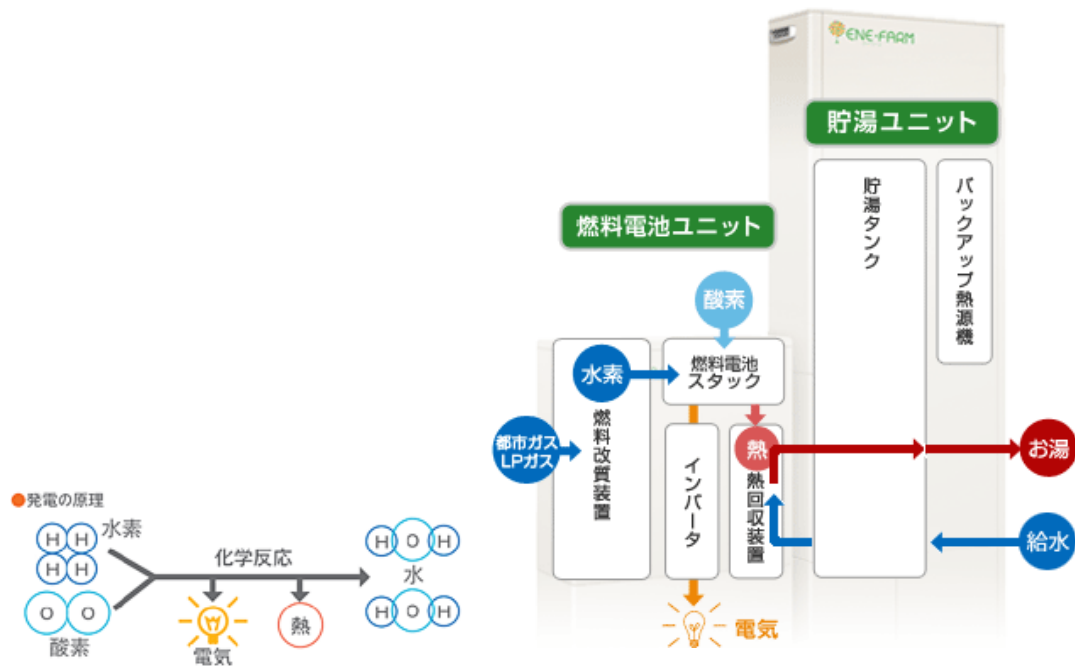 ENE・FARM
貯湯ユニット
貯湯タンク
バックアップ熱源機
燃料電池ユニット
酸素
水素
燃料電池
スタック
都市ガス
LPガス
燃料改質装置
インバータ
熱
熱回収装置
お湯
給水
電気
●発電の原理
水素
H H
H H
O O
酸素
化学反応
電気
熱
H O H
水
H O H